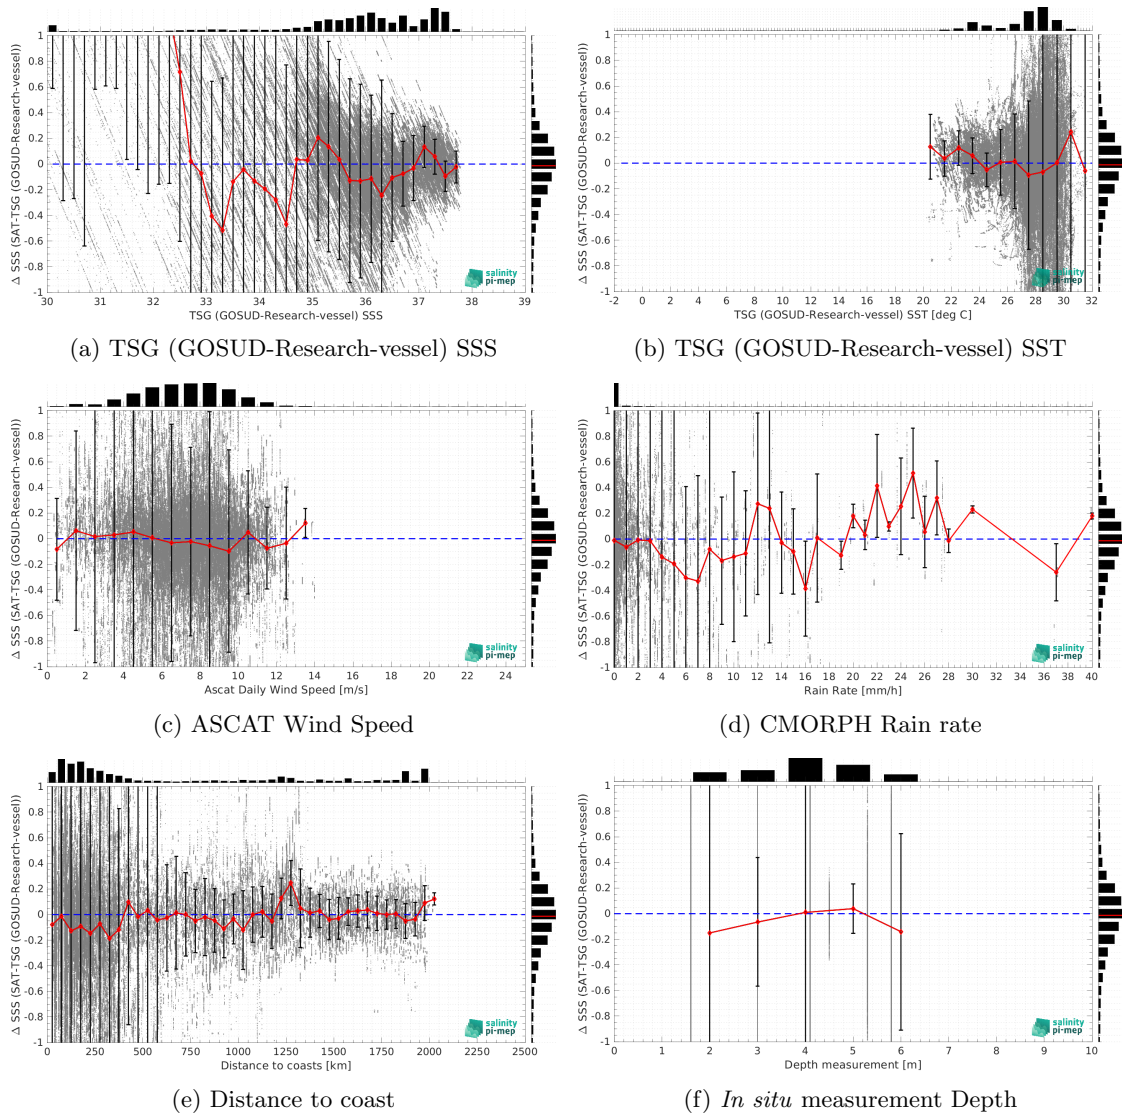 Δ SSS (SAT-TSG (GOSUD-Research-vessel))
1
0.8
0.6
0.4
0.2
0
-0.2
-0.4
-0.6
-0.8
-1
30 31 32 33 34 35 36 37 38 39
TSG (GOSUD-Research-vessel) SSS
salinity
pi-mep
(a) TSG (GOSUD-Research-vessel) SSS
Δ SSS (SAT-TSG (GOSUD-Research-vessel))
1
0.8
0.6
0.4
0.2
0
-0.2
-0.4
-0.6
-0.8
-1
-2 0 2 4 6 8 10 12 14 16 18 20 22 24 26 28 30 32
TSG (GOSUD-Research-vessel) SST [deg C]
salinity
pi-mep
(b) TSG (GOSUD-Research-vessel) SST
Δ SSS (SAT-TSG (GOSUD-Research-vessel))
1
0.8
0.6
0.4
0.2
0
-0.2
-0.4
-0.6
-0.8
-1
0 2 4 6 8 10 12 14 16 18 20 22 24
Ascat Daily Wind Speed [m/s]
salinity
pi-mep
(c) ASCAT Wind Speed
Δ SSS (SAT-TSG (GOSUD-Research-vessel))
1
0.8
0.6
0.4
0.2
0
-0.2
-0.4
-0.6
-0.8
-1
0 2 4 6 8 10 12 14 16 18 20 22 24 26 28 30 32 34 36 38 40
Rain Rate [mm/h]
salinity
pi-mep
(d) CMORPH Rain rate
Δ SSS (SAT-TSG (GOSUD-Research-vessel))
1
0.8
0.6
0.4
0.2
0
-0.2
-0.4
-0.6
-0.8
-1
0 250 500 750 1000 1250 1500 1750 2000 2250 2500
Distance to coasts [km]
salinity
pi-mep
(e) Distance to coast
Δ SSS (SAT-TSG (GOSUD-Research-vessel))
1
0.8
0.6
0.4
0.2
0
-0.2
-0.4
-0.6
-0.8
-1
0 1 2 3 4 5 6 7 8 9 10
Depth measurement [m]
salinity
pi-mep
(f) In situ measurement Depth